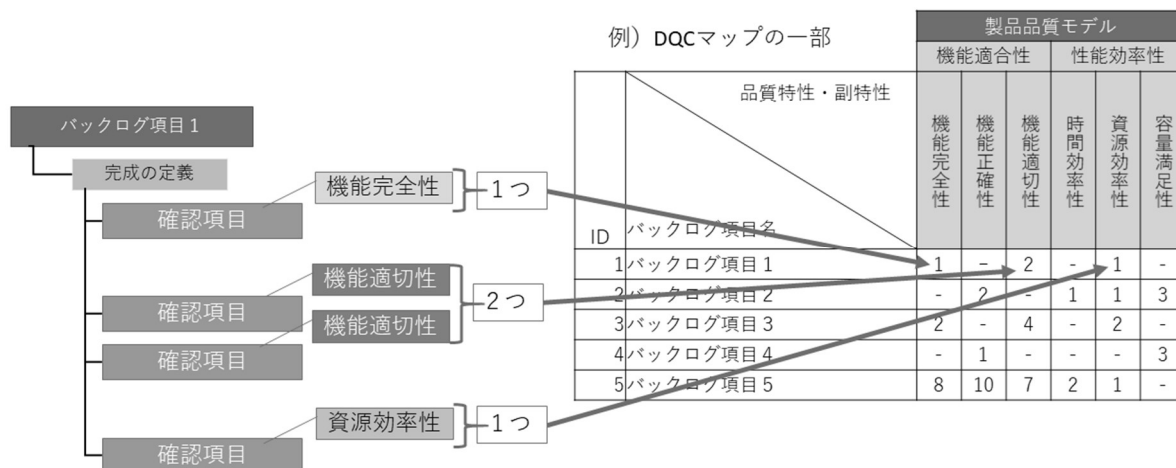 バックログ項目1
完成の定義
確認項目
機能完全性
1つ
確認項目
機能適切性
確認項目
機能適切性
2つ
確認項目
資源効率性
1つ
例）DQCマップの一部
製品品質モデル
機能適合性 性能効率性
品質特性・副特性
機能完全性
機能正確性
機能適切性
時間効率性
資源効率性
容量満足性
ID バックログ項目名
1 バックログ項目1 1 - 2 - 1 -
2 バックログ項目2 - 2 - 1 1 3
3 バックログ項目3 2 - 4 - 2 -
4 バックログ項目4 - 1 - - - 3
5 バックログ項目5 8 10 7 2 1 -